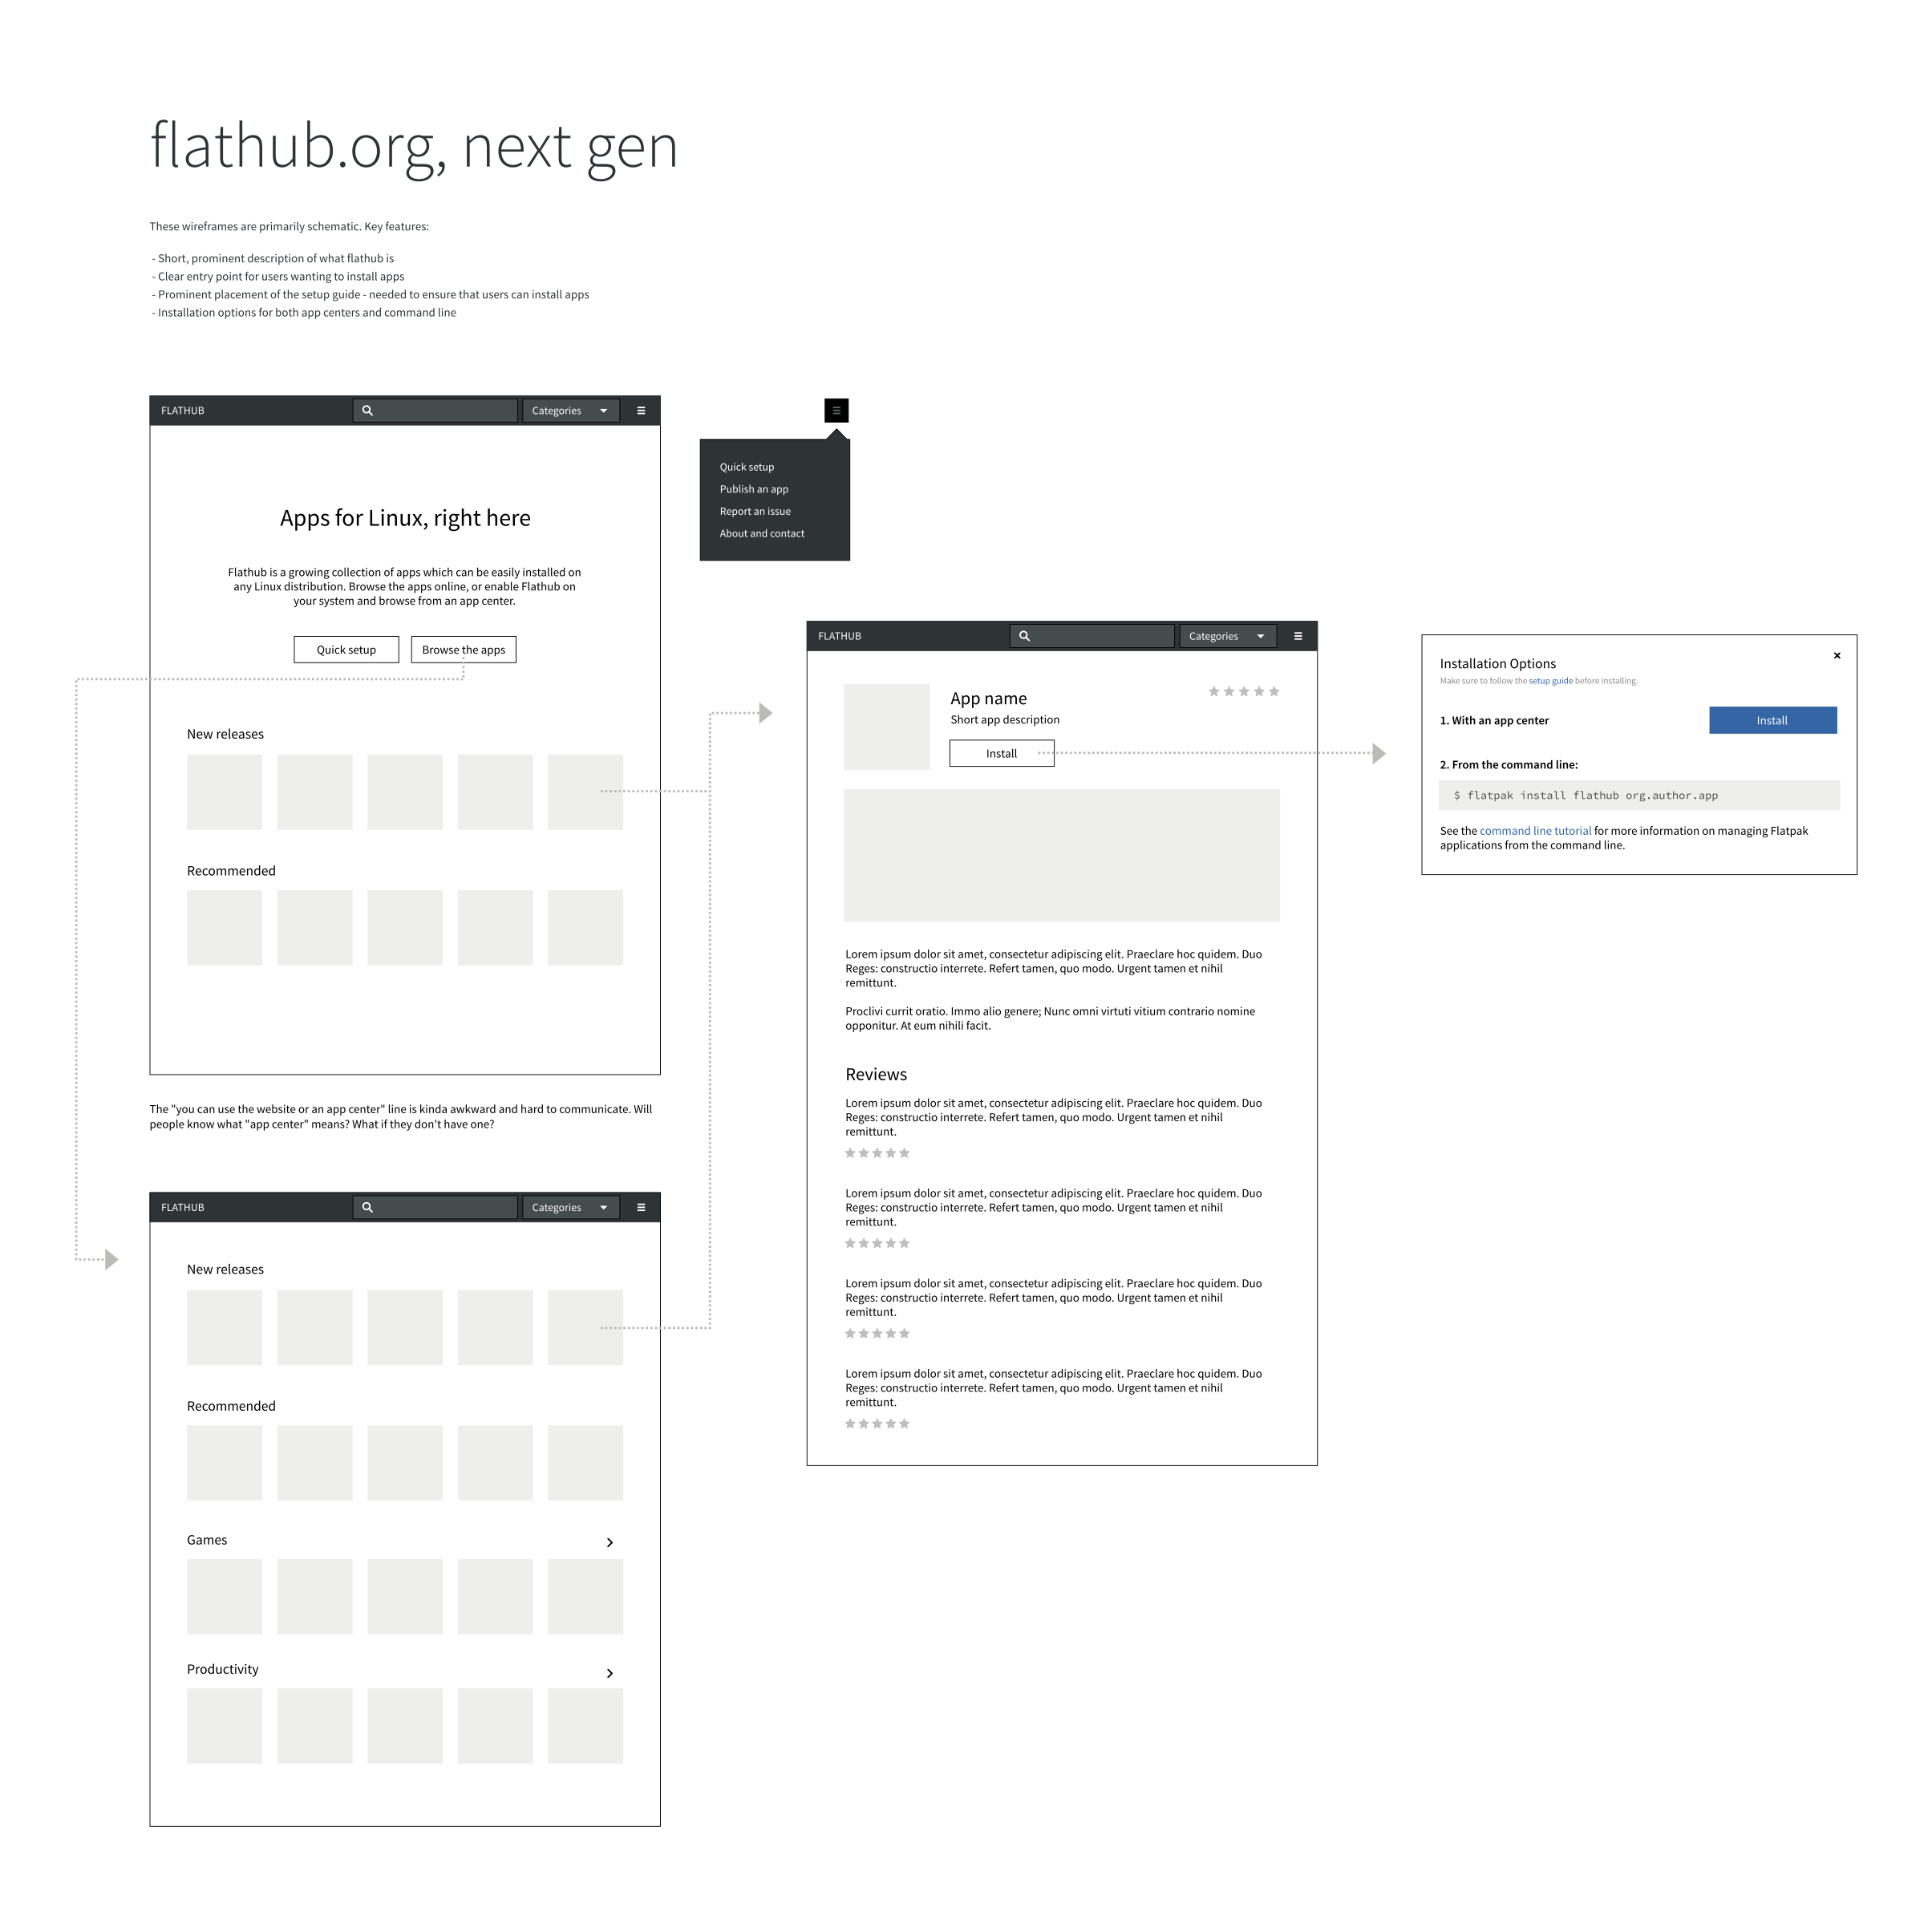 flathub.org, next gen
These wireframes are primarily schematic. Key features:
- Short, prominent description of what flathub is
- Clear entry point for users wanting to install apps
- Prominent placement of the setup guide - needed to ensure that users can install apps
- Installation options for both app centers and command line
FLATHUB
Categories
Apps for Linux, right here
Flathub is a growing collection of apps which can be easily installed on
any Linux distribution. Browse the apps online, or enable Flathub on
your system and browse from an app center.
Quick setup
Browse the apps
New releases
Recommended
The "you can use the website or an app center" line is kinda awkward and hard to communicate. Will
people know what "app center" means? What if they don't have one?
FLATHUB
Categories
New releases
Recommended
Games
Productivity
Quick setup
Publish an app
Report an issue
About and contact
FLATHUB
Categories
App name
Short app description
Install
Lorem ipsum dolor sit amet, consectetur adipiscing elit. Praeclare hoc quidem. Duo
Reges: constructio interrete. Refert tamen, quo modo. Urgent tamen et nihil
remittunt.
Proclivi currit oratio. Immo alio genere; Nunc omni virtuti vitium contrario nomine
opponitur. At eum nihili facit.
Reviews
Lorem ipsum dolor sit amet, consectetur adipiscing elit. Praeclare hoc quidem. Duo
Reges: constructio interrete. Refert tamen, quo modo. Urgent tamen et nihil
remittunt.
Lorem ipsum dolor sit amet, consectetur adipiscing elit. Praeclare hoc quidem. Duo
Reges: constructio interrete. Refert tamen, quo modo. Urgent tamen et nihil
remittunt.
Lorem ipsum dolor sit amet, consectetur adipiscing elit. Praeclare hoc quidem. Duo
Reges: constructio interrete. Refert tamen, quo modo. Urgent tamen et nihil
remittunt.
Lorem ipsum dolor sit amet, consectetur adipiscing elit. Praeclare hoc quidem. Duo
Reges: constructio interrete. Refert tamen, quo modo. Urgent tamen et nihil
remittunt.
Installation Options
Make sure to follow the setup guide before installing.
1. With an app center
Install
2. From the command line:
$ flatpak install flathub org.author.app
See the command line tutorial for more information on managing Flatpak
applications from the command line.